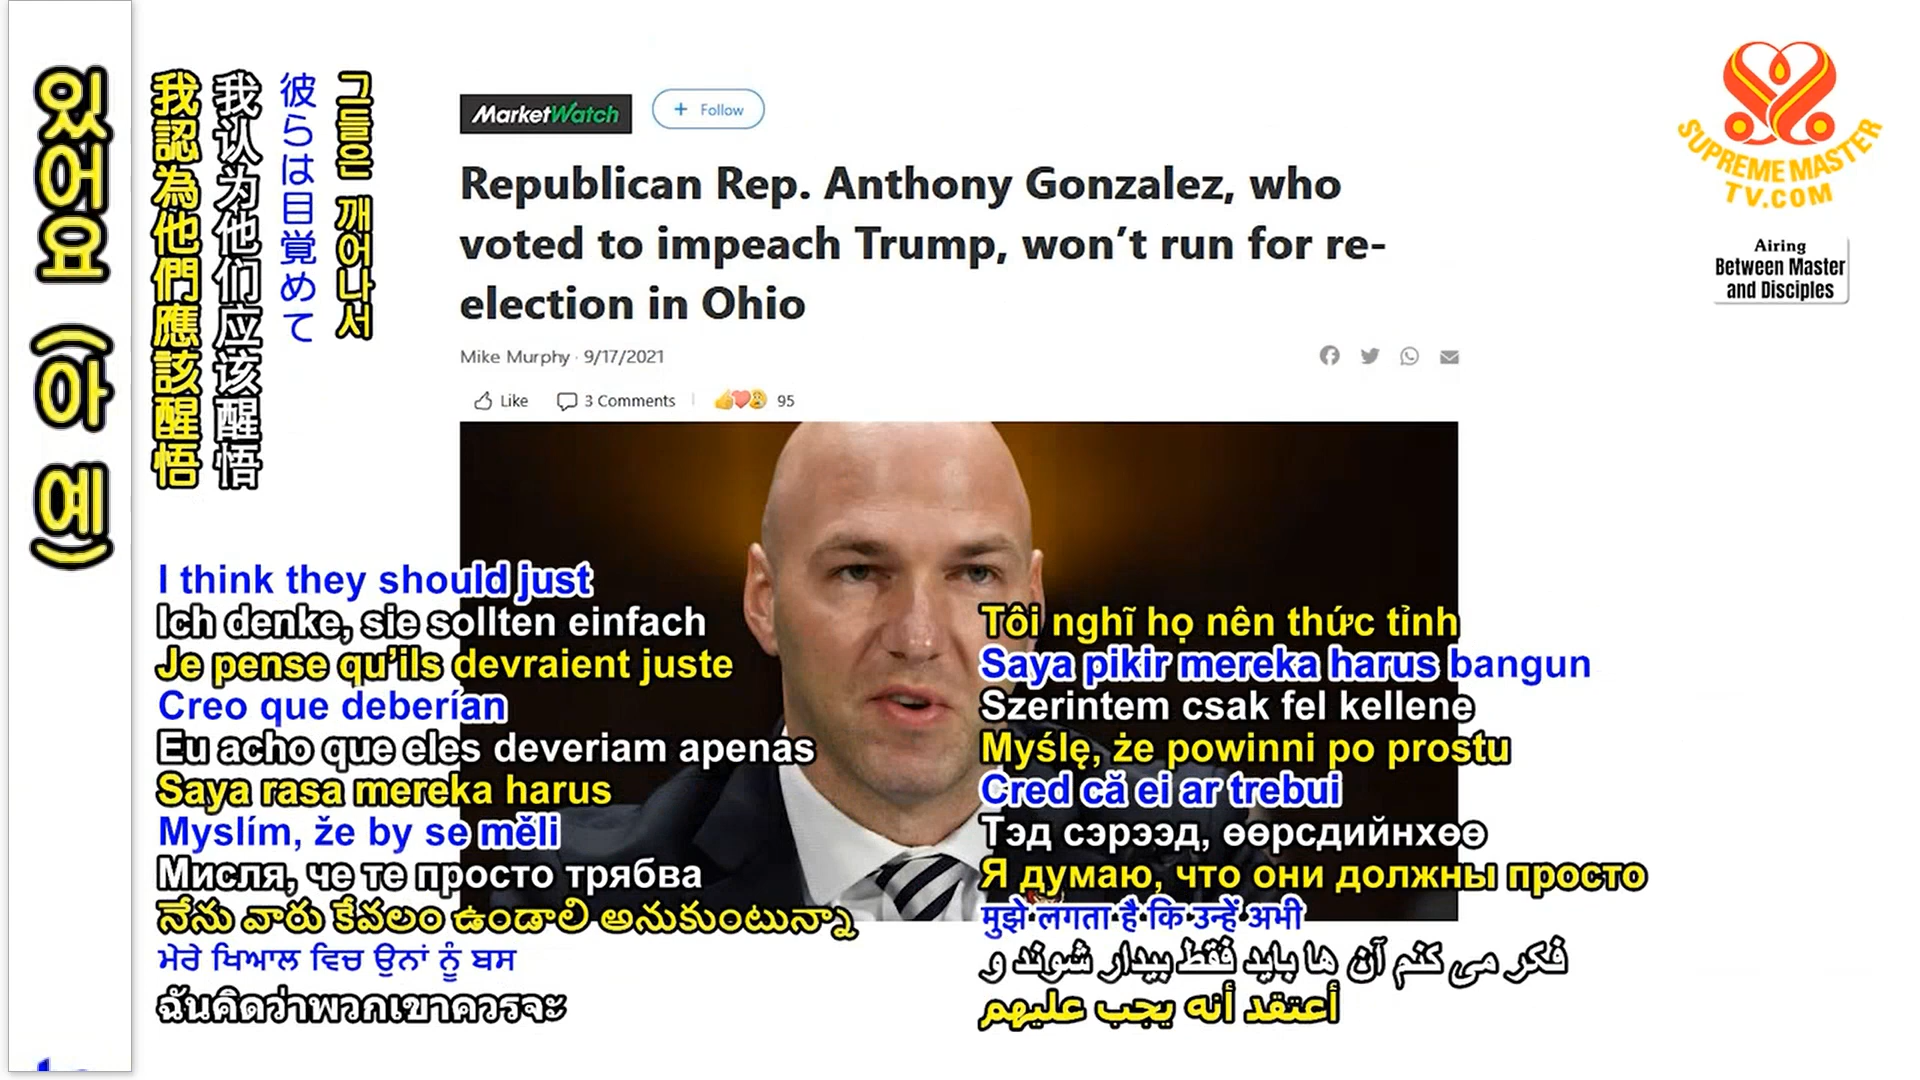 있어요 (아 예)
我認為他們應該醒悟
我认为他们应该醒悟
彼らは目覚めて
그들은 깨어나서
MarketWatch
+ Follow
Republican Rep. Anthony Gonzalez, who
voted to impeach Trump, won’t run for re-
election in Ohio
Mike Murphy · 9/17/2021
Like 3 Comments 95
SUPREME MASTER
TV.COM
Airing
Between Master
and Disciples
I think they should just
Ich denke, sie sollten einfach
Je pense qu’ils devraient juste
Creo que deberían
Eu acho que eles deveriam apenas
Saya rasa mereka harus
Myslím, že by se měli
Мисля, че те просто трябва
నేను వారు కేవలం ఉండాలి అనుకుంటున్నా
ਮੇਰੇ ਖਿਆਲ ਵਿਚ ਉਨਾਂ ਨੂੰ ਬਸ
ฉันคิดว่าพวกเขาควรจะ
Tôi nghĩ họ nên thức tỉnh
Saya pikir mereka harus bangun
Szerintem csak fel kellene
Myślę, że powinni po prostu
Cred că ei ar trebui
Тэд сэрээд, өөрсдийнхөө
Я думаю, что они должны просто
मुझे लगता है कि उन्हें अभी
فکر می کنم آن ها باید فقط بیدار شوند و
أعتقد أنه يجب عليهم